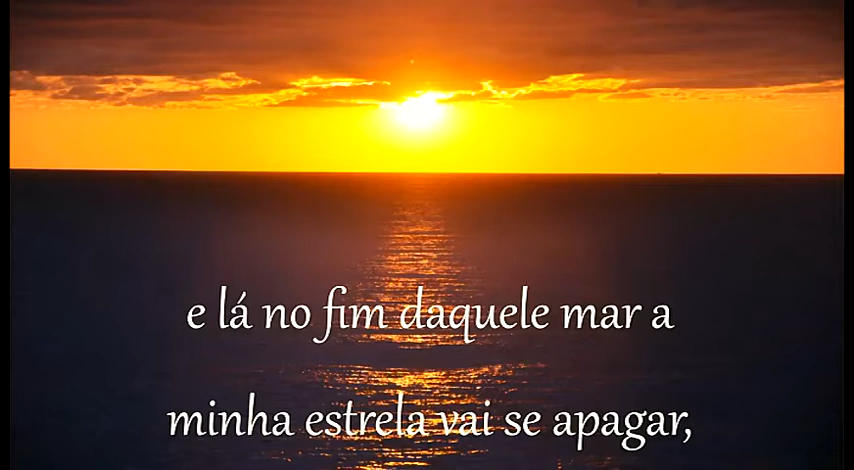 e lá no fim daquele mar a
minha estrela vai se apagar,